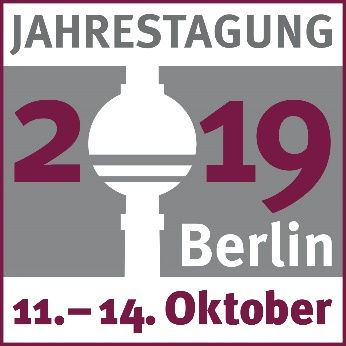 JAHRESTAGUNG
2019
Berlin
11.–14. Oktober